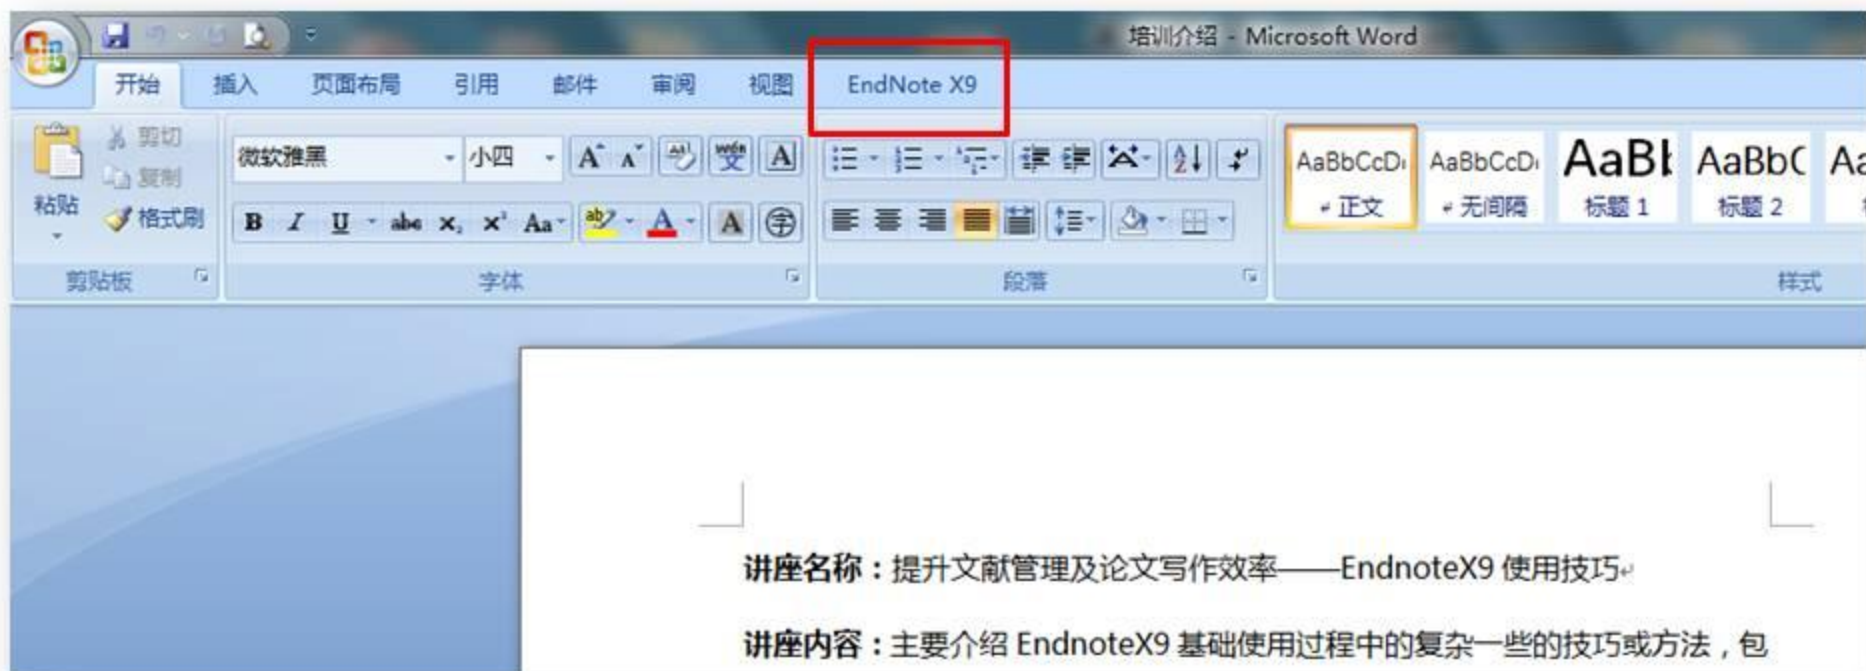 培训介绍 - Microsoft Word
开始 插入 页面布局 引用 邮件 审阅 视图 EndNote X9
剪切
复制
粘贴 格式刷
微软雅黑 小四
AaBbCcDı AaBbCcDı AaBb AaBbC Aa
正文 无间隔 标题 1 标题 2
剪贴板 字体 段落 样式
讲座名称：提升文献管理及论文写作效率——EndnoteX9 使用技巧
讲座内容：主要介绍 EndnoteX9 基础使用过程中的复杂一些的技巧或方法，包